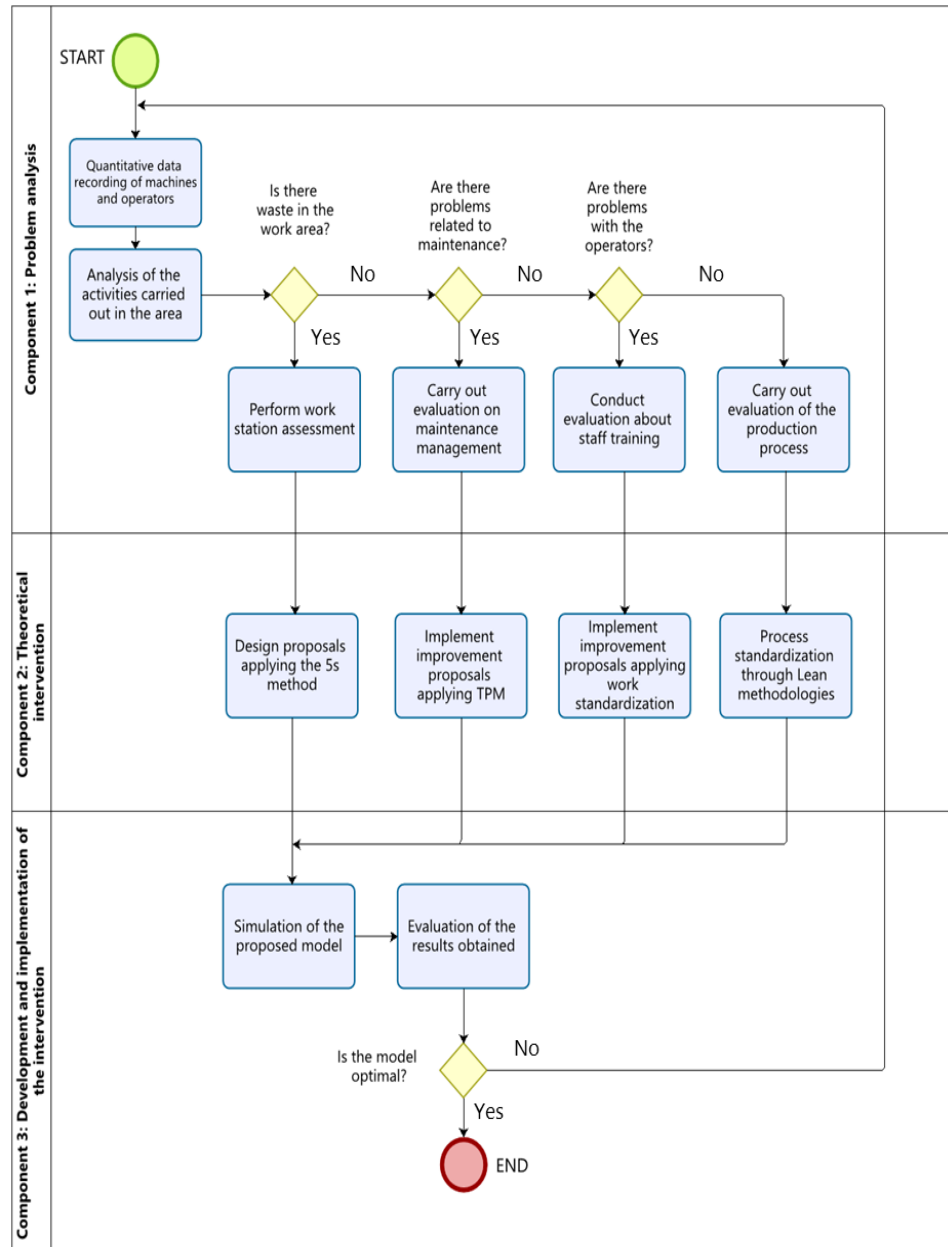 Component 1: Problem analysis
START
Quantitative data
recording of machines
and operators
Analysis of the
activities carried
out in the area
Is there
waste in the
work area?
No
Yes
Are there
problems
related to
maintenance?
No
Yes
Are there
problems
with the
operators?
No
Yes
Perform work
station assessment
Carry out
evaluation on
maintenance
management
Conduct
evaluation about
staff training
Carry out
evaluation of the
production
process
Component 2: Theoretical
intervention
Design proposals
applying the 5s
method
Implement
improvement
proposals
applying TPM
Implement
improvement
proposals applying
work
standardization
Process
standardization
through Lean
methodologies
Component 3: Development and implementation of
the intervention
Simulation of the
proposed model
Evaluation of the
results obtained
Is the model
optimal?
No
Yes
END